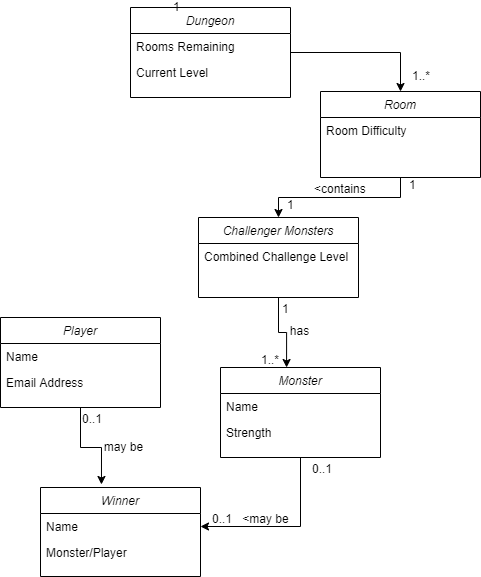 1
Dungeon
Rooms Remaining
Current Level
1..*
Room
Room Difficulty
1
<contains
1
Challenger Monsters
Combined Challenge Level
1
has
1..*
Player
Name
Email Address
Monster
Name
Strength
0..1
may be
0..1
0..1 <may be
Winner
Name
Monster/Player